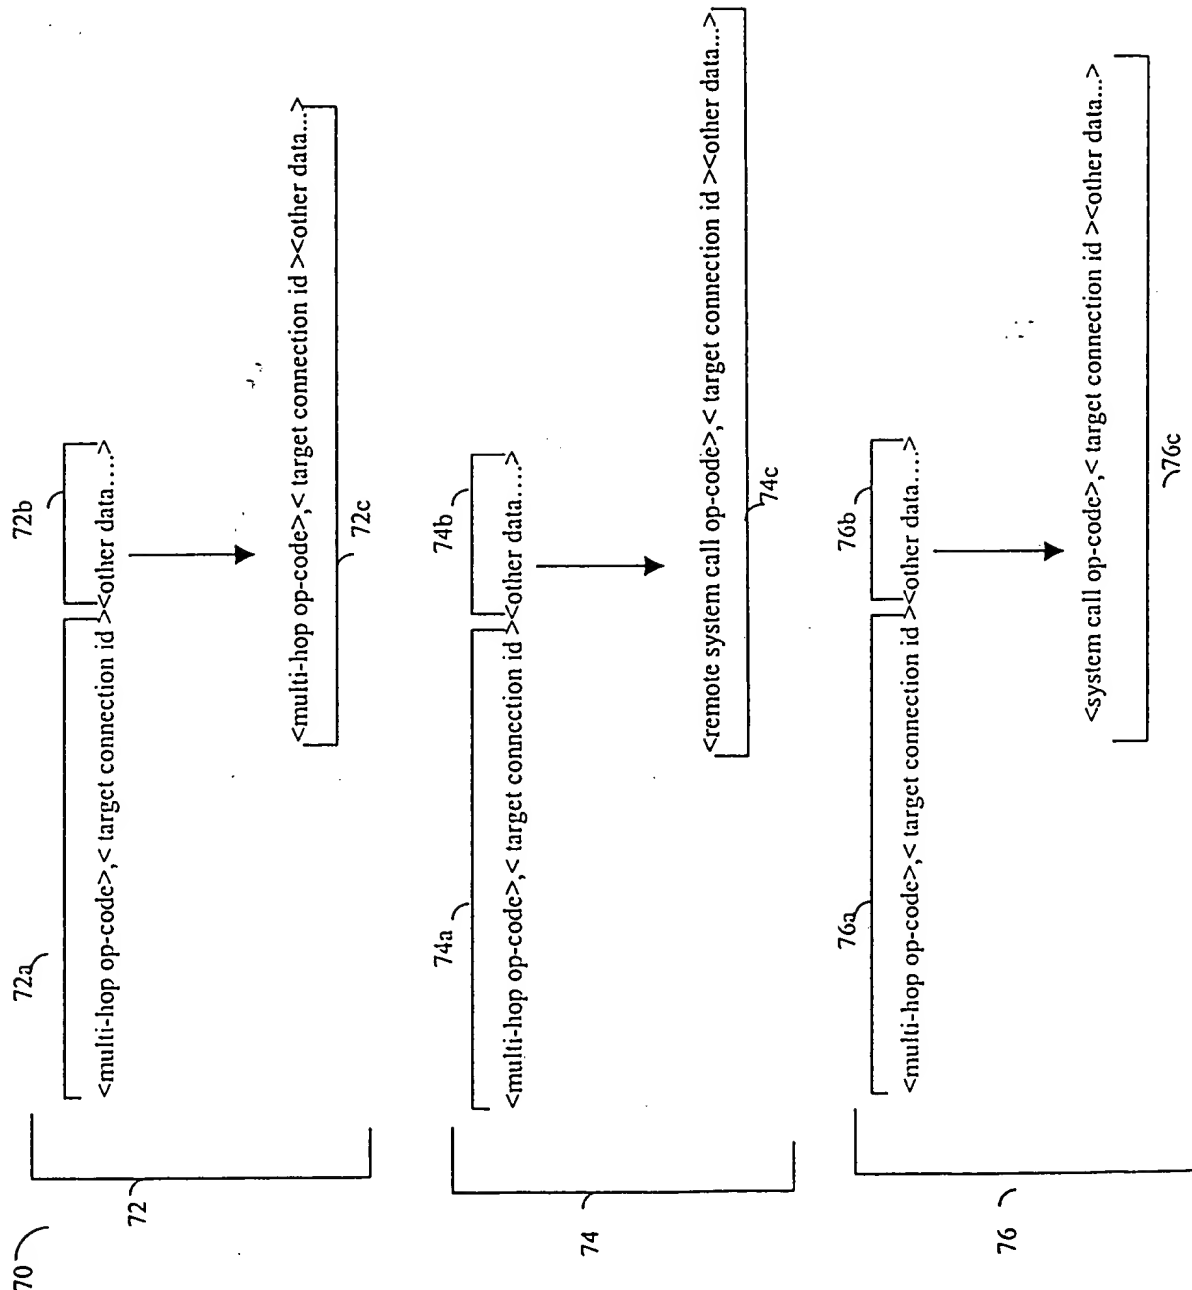 70
72
72a
72b
<multi-hop op-code>,< target connection id ><other data....>
<multi-hop op-code>,< target connection id ><other data...>
72c
74
74a
74b
<multi-hop op-code>,< target connection id ><other data....>
<remote system call op-code>,< target connection id ><other data...>
74c
76
76a
76b
<multi-hop op-code>,< target connection id ><other data....>
<system call op-code>,< target connection id ><other data...>
76c